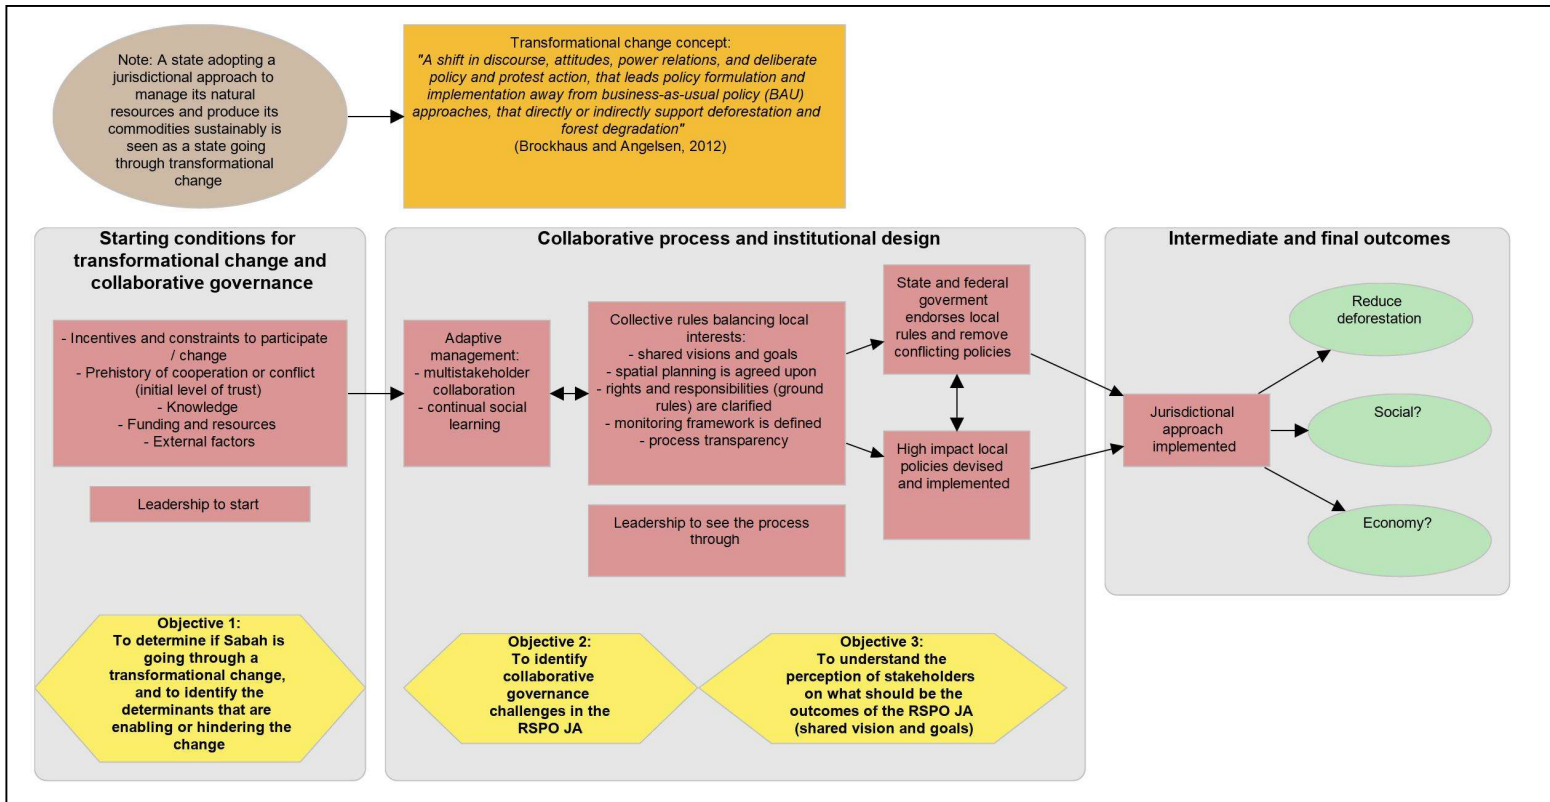 Note: A state adopting a
jurisdictional approach to
manage its natural
resources and produce its
commodities sustainably is
seen as a state going
through transformational
change
Transformational change concept:
"A shift in discourse, attitudes, power relations, and deliberate
policy and protest action, that leads policy formulation and
implementation away from business-as-usual policy (BAU)
approaches, that directly or indirectly support deforestation and
forest degradation"
(Brockhaus and Angelsen, 2012)
Starting conditions for
transformational change and
collaborative governance
- Incentives and constraints to participate
/ change
- Prehistory of cooperation or conflict
(initial level of trust)
- Knowledge
- Funding and resources
- External factors
Leadership to start
Objective 1:
To determine if Sabah is
going through a
transformational change,
and to identify the
determinants that are
enabling or hindering the
change
Collaborative process and institutional design
Adaptive
management:
- multistakeholder
collaboration
- continual social
learning
Collective rules balancing local
interests:
- shared visions and goals
- spatial planning is agreed upon
- rights and responsibilities (ground
rules) are clarified
- monitoring framework is defined
- process transparency
Leadership to see the process
through
State and federal
goverment
endorses local
rules and remove
conflicting policies
High impact local
policies devised
and implemented
Objective 2:
To identify
collaborative
governance
challenges in the
RSPO JA
Objective 3:
To understand the
perception of stakeholders
on what should be the
outcomes of the RSPO JA
(shared vision and goals)
Intermediate and final outcomes
Jurisdictional
approach
implemented
Reduce
deforestation
Social?
Economy?